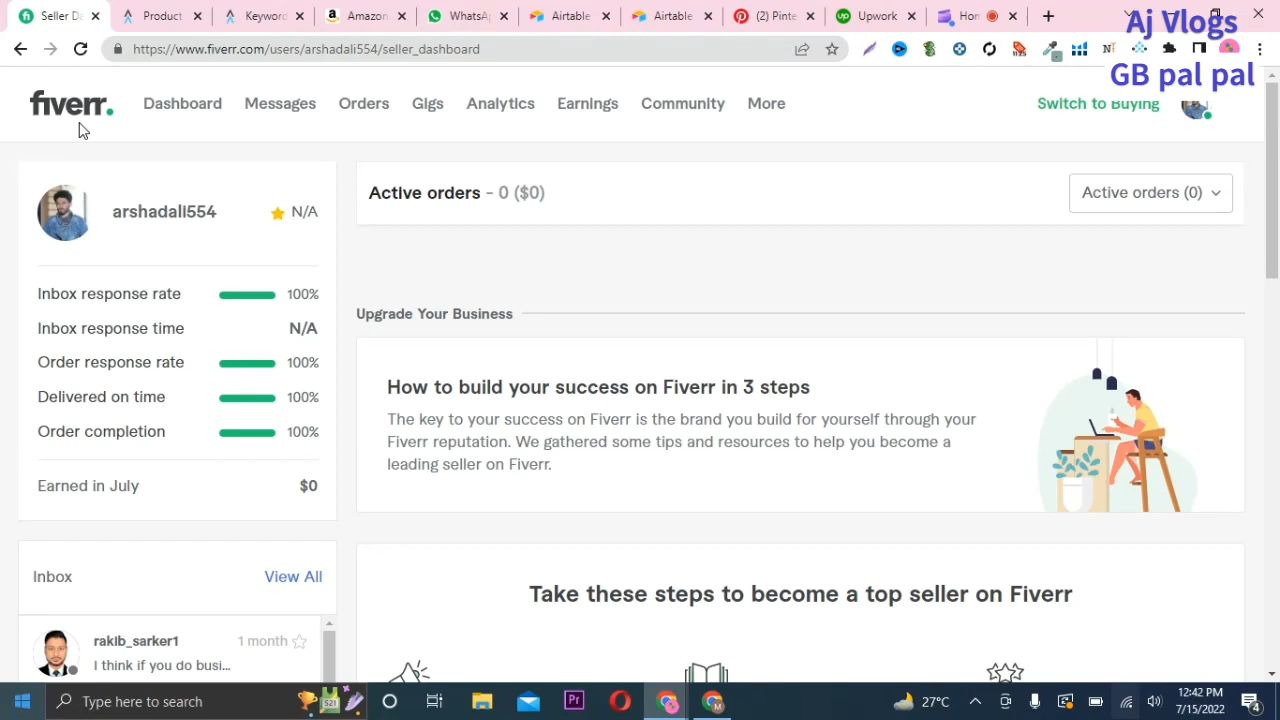 Seller Da
Product
Keyword
Amazon
WhatsA
Airtable
Airtable
(2) Pinte
Upwork
Hon
Aj Vlogs
https://www.fiverr.com/users/arshadali554/seller_dashboard
GB pal pal
fiverr.
Dashboard
Messages
Orders
Gigs
Analytics
Earnings
Community
More
Switch to Buying
arshadali554
N/A
Active orders - 0 ($0)
Active orders (0)
Inbox response rate 100%
Inbox response time N/A
Order response rate 100%
Delivered on time 100%
Order completion 100%
Earned in July $0
Upgrade Your Business
How to build your success on Fiverr in 3 steps
The key to your success on Fiverr is the brand you build for yourself through your
Fiverr reputation. We gathered some tips and resources to help you become a
leading seller on Fiverr.
Inbox
View All
rakib_sarker1
1 month
I think if you do busi...
Take these steps to become a top seller on Fiverr
Type here to search
27°C
12:42 PM
7/15/2022
4